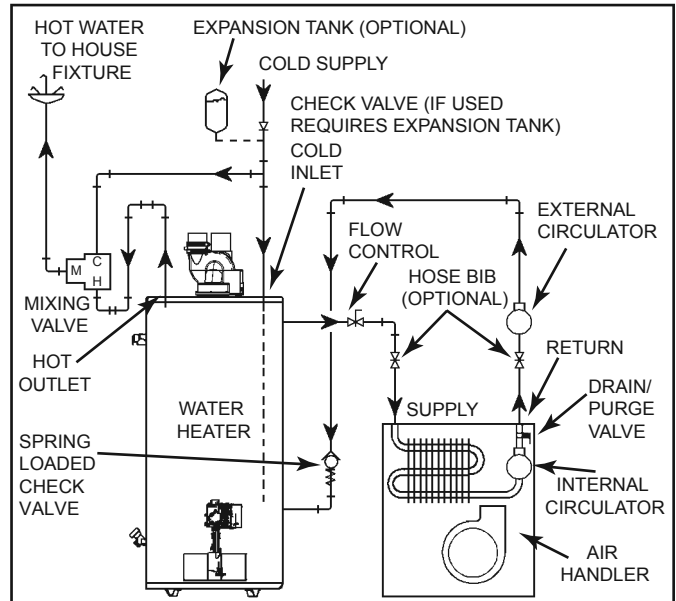 HOT WATER
TO HOUSE
FIXTURE
EXPANSION TANK (OPTIONAL)
COLD SUPPLY
CHECK VALVE (IF USED
REQUIRES EXPANSION TANK)
COLD
INLET
FLOW
CONTROL
EXTERNAL
CIRCULATOR
HOSE BIB
(OPTIONAL)
M
C
H
MIXING
VALVE
HOT
OUTLET
RETURN
DRAIN/
PURGE
VALVE
WATER
HEATER
SUPPLY
SPRING
LOADED
CHECK
VALVE
INTERNAL
CIRCULATOR
AIR
HANDLER